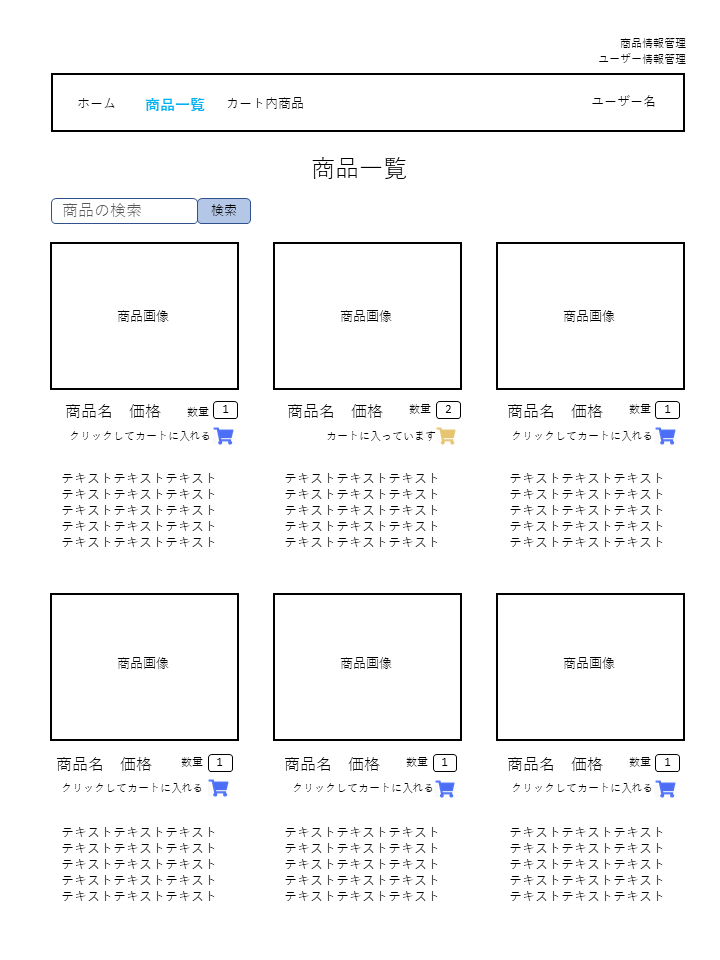 商品情報管理
ユーザー情報管理
ホーム 商品一覧 カート内商品 ユーザー名
商品一覧
商品の検索 検索
商品画像 商品画像 商品画像
商品名 価格 数量 1 商品名 価格 数量 2 商品名 価格 数量 1
クリックしてカートに入れる カートに入っています クリックしてカートに入れる
テキストテキストテキスト テキストテキストテキスト テキストテキストテキスト
テキストテキストテキスト テキストテキストテキスト テキストテキストテキスト
テキストテキストテキスト テキストテキストテキスト テキストテキストテキスト
テキストテキストテキスト テキストテキストテキスト テキストテキストテキスト
テキストテキストテキスト テキストテキストテキスト テキストテキストテキスト
商品画像 商品画像 商品画像
商品名 価格 数量 1 商品名 価格 数量 1 商品名 価格 数量 1
クリックしてカートに入れる クリックしてカートに入れる クリックしてカートに入れる
テキストテキストテキスト テキストテキストテキスト テキストテキストテキスト
テキストテキストテキスト テキストテキストテキスト テキストテキストテキスト
テキストテキストテキスト テキストテキストテキスト テキストテキストテキスト
テキストテキストテキスト テキストテキストテキスト テキストテキストテキスト
テキストテキストテキスト テキストテキストテキスト テキストテキストテキスト